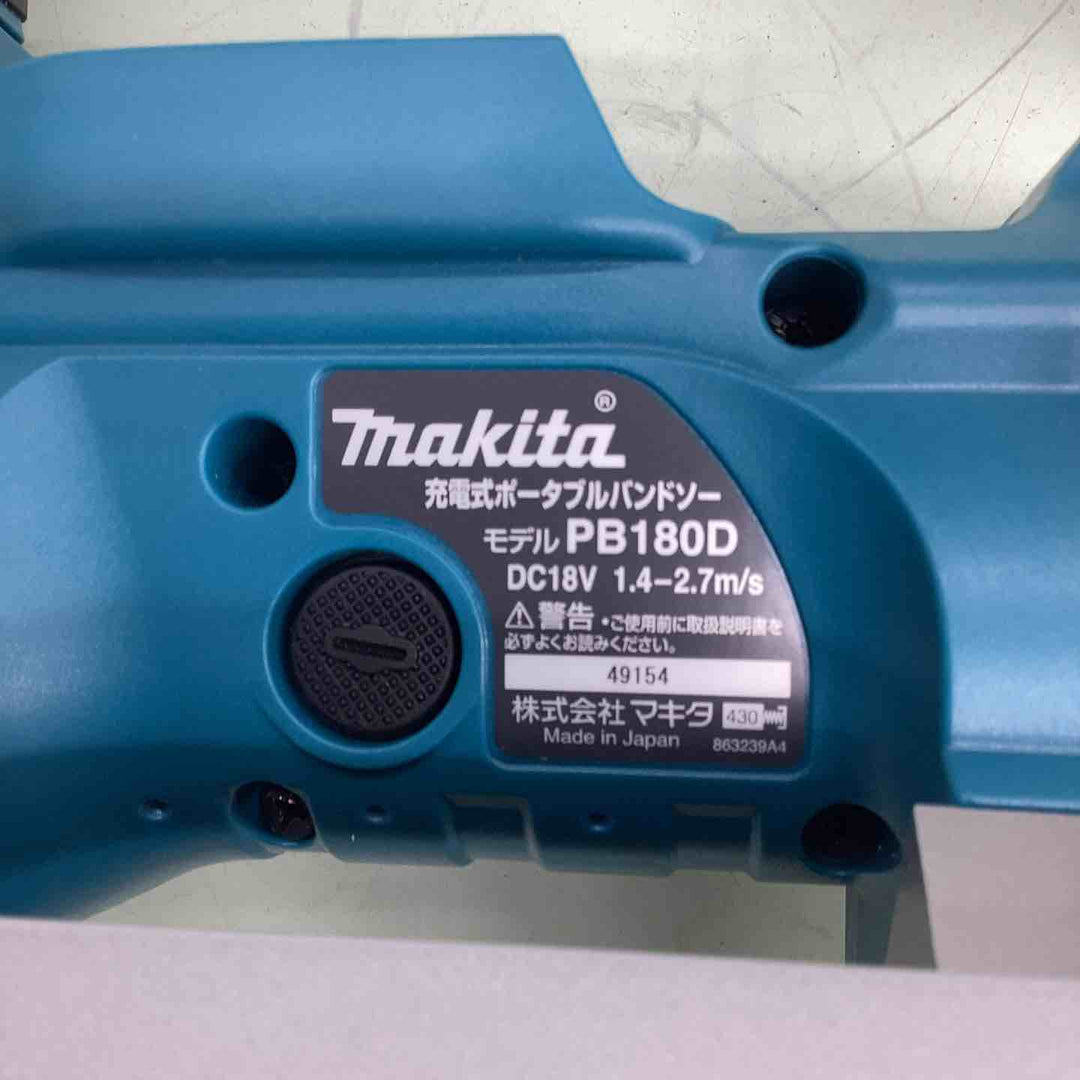 makita®
充電式ポータブルバンドソー
モデル PB180D
DC18V 1.4-2.7m/s
⚠警告・ご使用前に取扱説明書を
必ずよくお読みください。
49154
株式会社マキタ 430
Made in Japan 863239A4